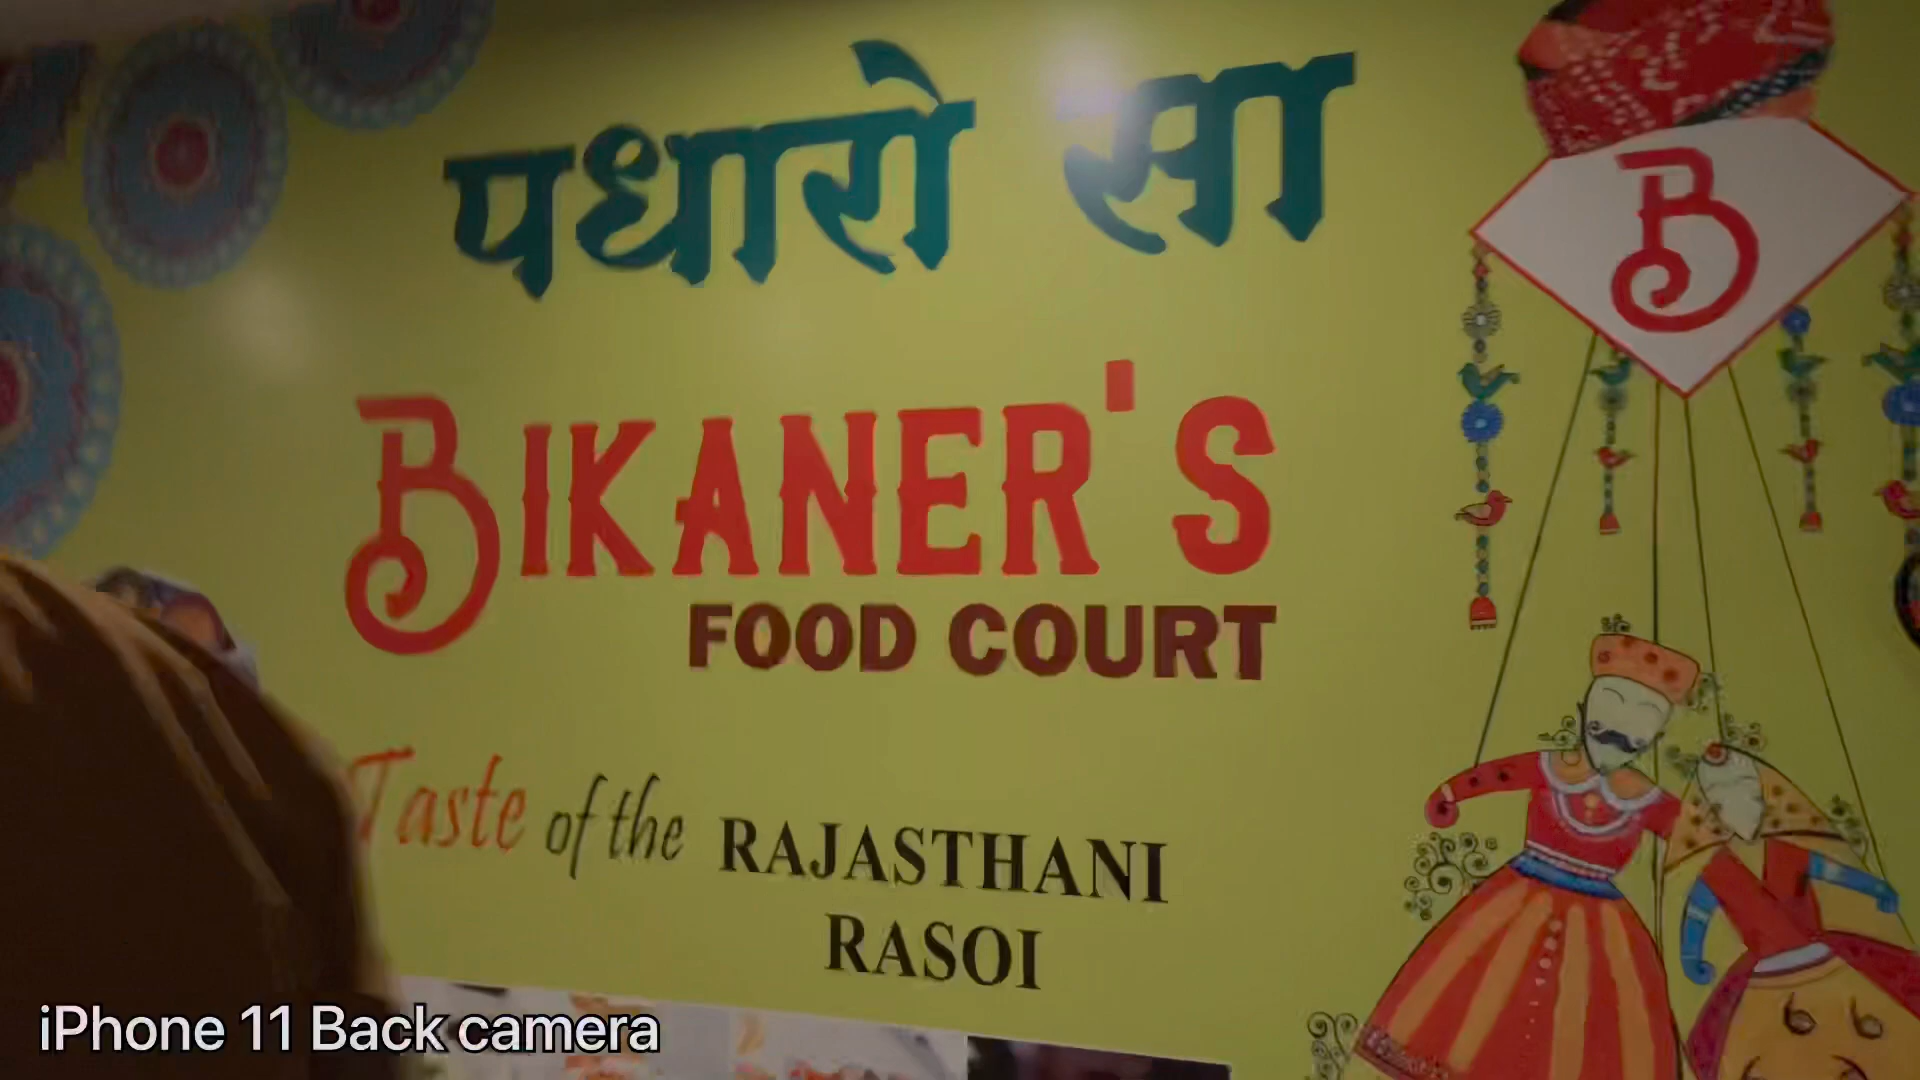 पधारो सा
B
BIKANER'S
FOOD COURT
Taste of the RAJASTHANI
RASOI
iPhone 11 Back camera